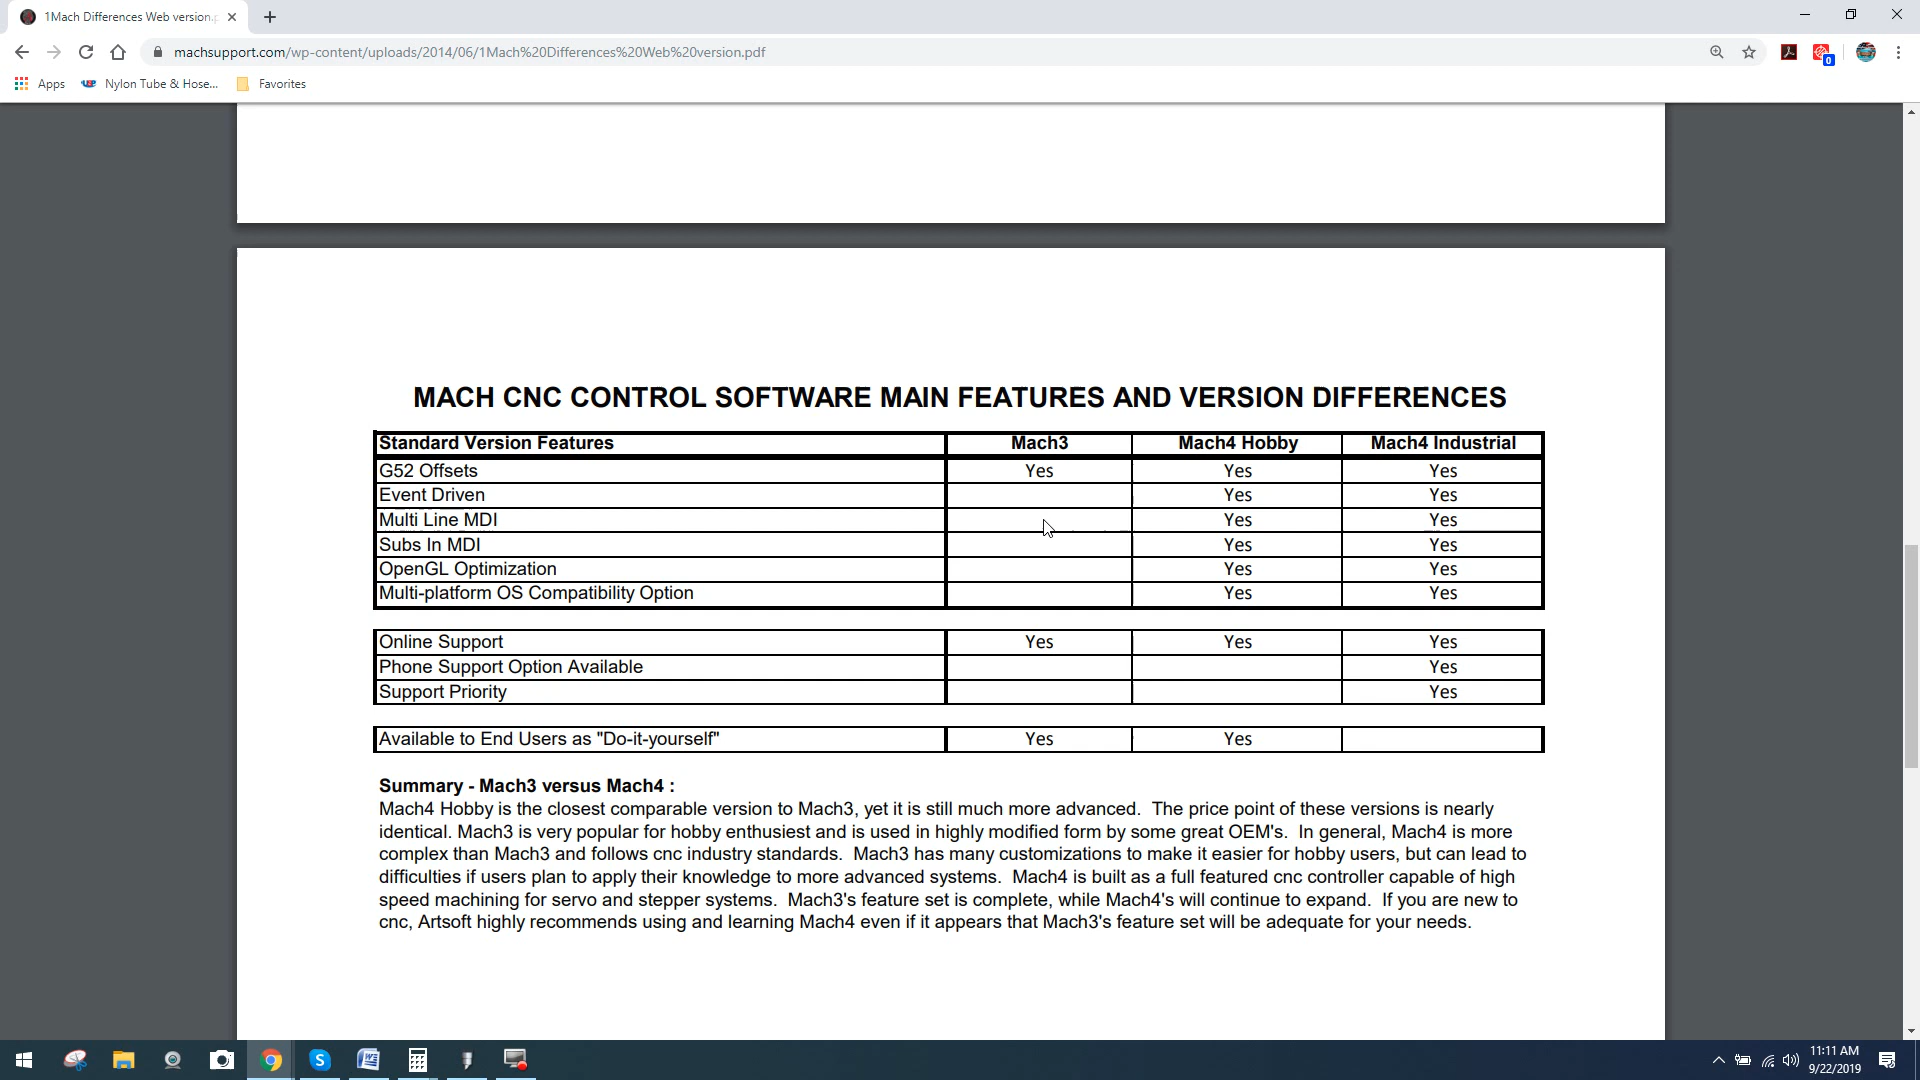 1Mach Differences Web version.p
machsupport.com/wp-content/uploads/2014/06/1Mach%20Differences%20Web%20version.pdf
0
Apps Nylon Tube & Hose... Favorites
MACH CNC CONTROL SOFTWARE MAIN FEATURES AND VERSION DIFFERENCES
Standard Version Features Mach3 Mach4 Hobby Mach4 Industrial
G52 Offsets Yes Yes Yes
Event Driven Yes Yes
Multi Line MDI Yes Yes
Subs In MDI Yes Yes
OpenGL Optimization Yes Yes
Multi-platform OS Compatibility Option Yes Yes
Online Support Yes Yes Yes
Phone Support Option Available Yes
Support Priority Yes
Available to End Users as "Do-it-yourself" Yes Yes
Summary - Mach3 versus Mach4 :
Mach4 Hobby is the closest comparable version to Mach3, yet it is still much more advanced. The price point of these versions is nearly
identical. Mach3 is very popular for hobby enthusiast and is used in highly modified form by some great OEM's. In general, Mach4 is more
complex than Mach3 and follows cnc industry standards. Mach3 has many customizations to make it easier for hobby users, but can lead to
difficulties if users plan to apply their knowledge to more advanced systems. Mach4 is built as a full featured cnc controller capable of high
speed machining for servo and stepper systems. Mach3's feature set is complete, while Mach4's will continue to expand. If you are new to
cnc, Artsoft highly recommends using and learning Mach4 even if it appears that Mach3's feature set will be adequate for your needs.
11:11 AM
9/22/2019